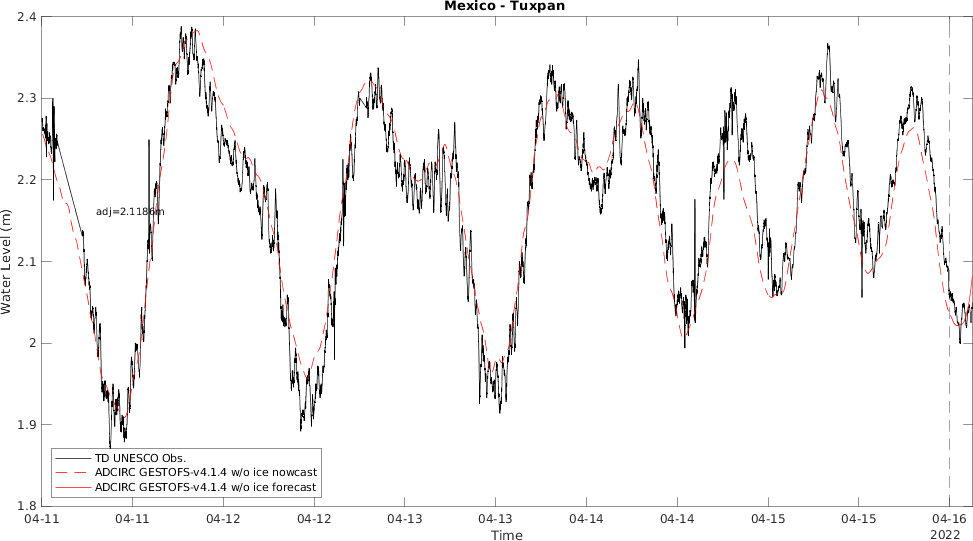 Mexico - Tuxpan
Water Level (m)
2.4
2.3
2.2
2.1
2
1.9
1.8
adj=2.1186m
TD UNESCO Obs.
ADCIRC GESTOFS-v4.1.4 w/o ice nowcast
ADCIRC GESTOFS-v4.1.4 w/o ice forecast
04-11 04-11 04-12 04-12 04-13 04-13 04-14 04-14 04-15 04-15 04-16
Time
2022